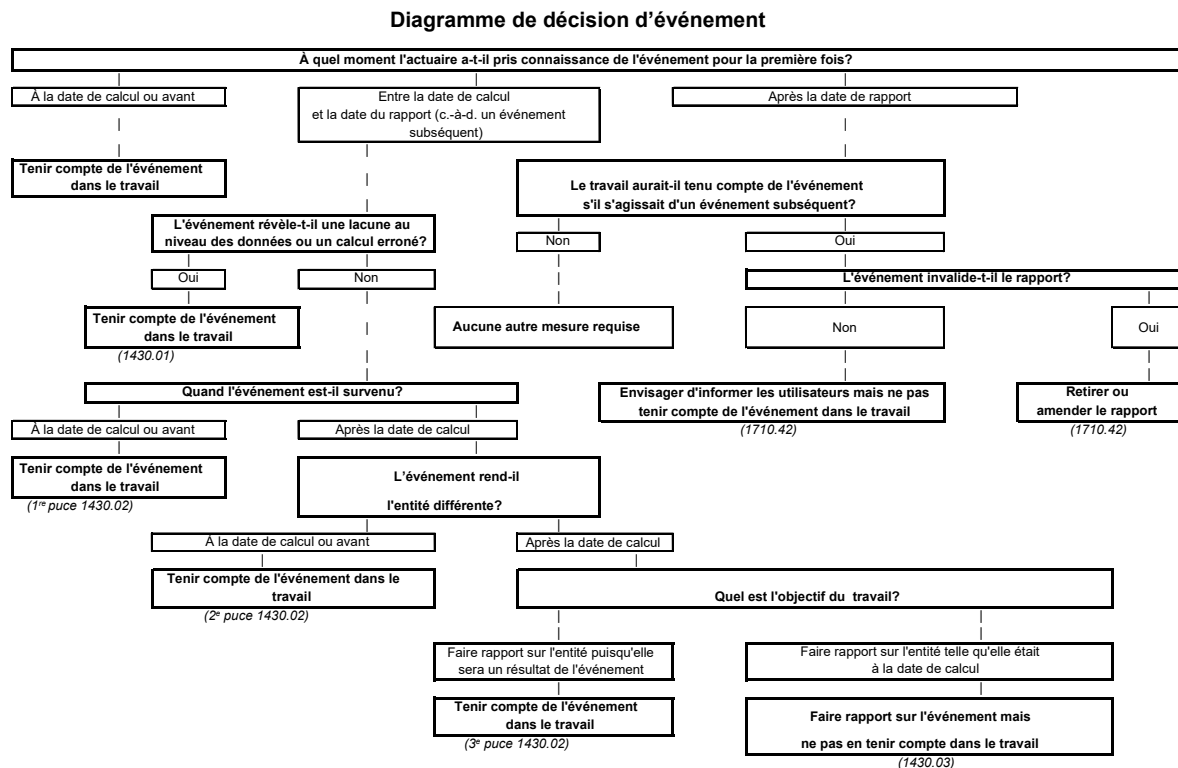 Diagramme de décision d’événement
À quel moment l'actuaire a-t-il pris connaissance de l'événement pour la première fois?
À la date de calcul ou avant
Entre la date de calcul
et la date du rapport (c.-à-d. un événement
subséquent)
Après la date de rapport
Tenir compte de l'événement
dans le travail
Le travail aurait-il tenu compte de l'événement
s'il s'agissait d'un événement subséquent?
L'événement révèle-t-il une lacune au
niveau des données ou un calcul erroné?
Non
Oui
Oui
Non
L'événement invalide-t-il le rapport?
Tenir compte de l'événement
dans le travail
(1430.01)
Aucune autre mesure requise
Non
Oui
Quand l'événement est-il survenu?
Envisager d'informer les utilisateurs mais ne pas
tenir compte de l'événement dans le travail
(1710.42)
Retirer ou
amender le rapport
(1710.42)
À la date de calcul ou avant
Après la date de calcul
Tenir compte de l'événement
dans le travail
(1re puce 1430.02)
L’événement rend-il
l'entité différente?
À la date de calcul ou avant
Après la date de calcul
Tenir compte de l'événement dans le
travail
(2e puce 1430.02)
Quel est l'objectif du travail?
Faire rapport sur l'entité puisqu'elle
sera un résultat de l'événement
Faire rapport sur l'entité telle qu'elle était
à la date de calcul
Tenir compte de l'événement
dans le travail
(3e puce 1430.02)
Faire rapport sur l'événement mais
ne pas en tenir compte dans le travail
(1430.03)